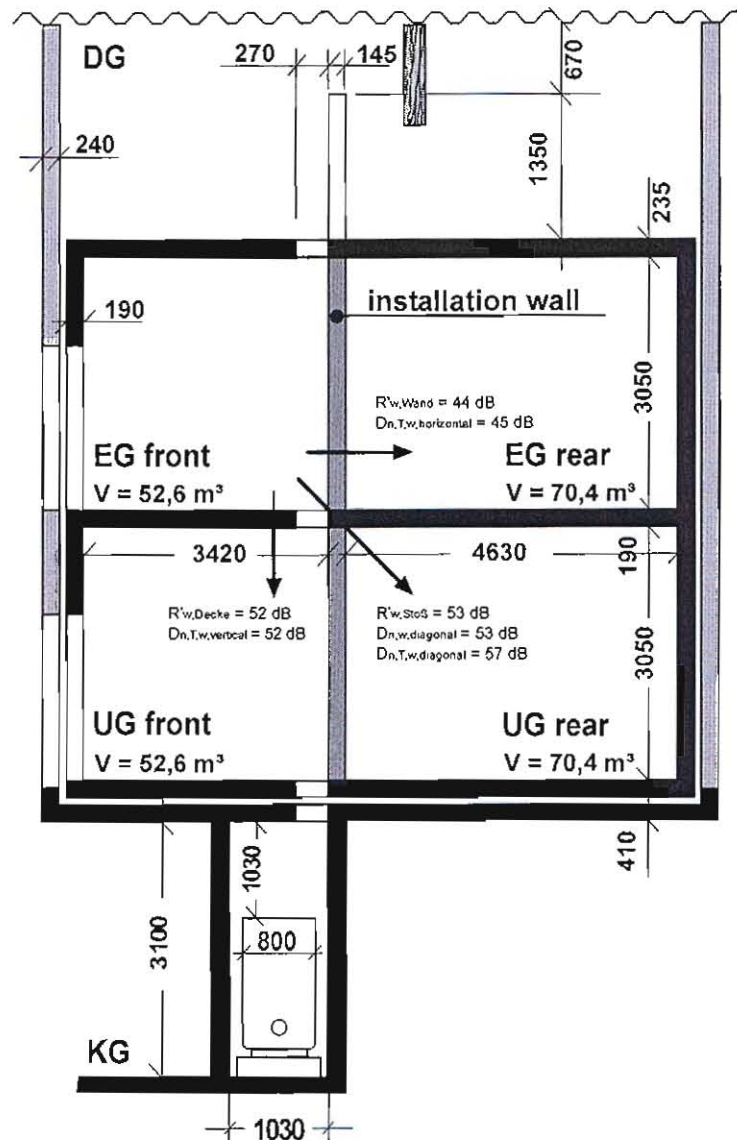 DG
270
145
670
240
1350
235
190
installation wall
R'w,Wand = 44 dB
Dn,T,w,horizontal = 45 dB
3050
EG front
V = 52,6 m³
EG rear
V = 70,4 m³
3420
4630
190
R'w,Decke = 52 dB
Dn,T,w,vertical = 52 dB
R'w,Stoß = 53 dB
Dn,w,diagonal = 53 dB
Dn,T,w,diagonal = 57 dB
3050
UG front
V = 52,6 m³
UG rear
V = 70,4 m³
410
1030
3100
800
KG
1030